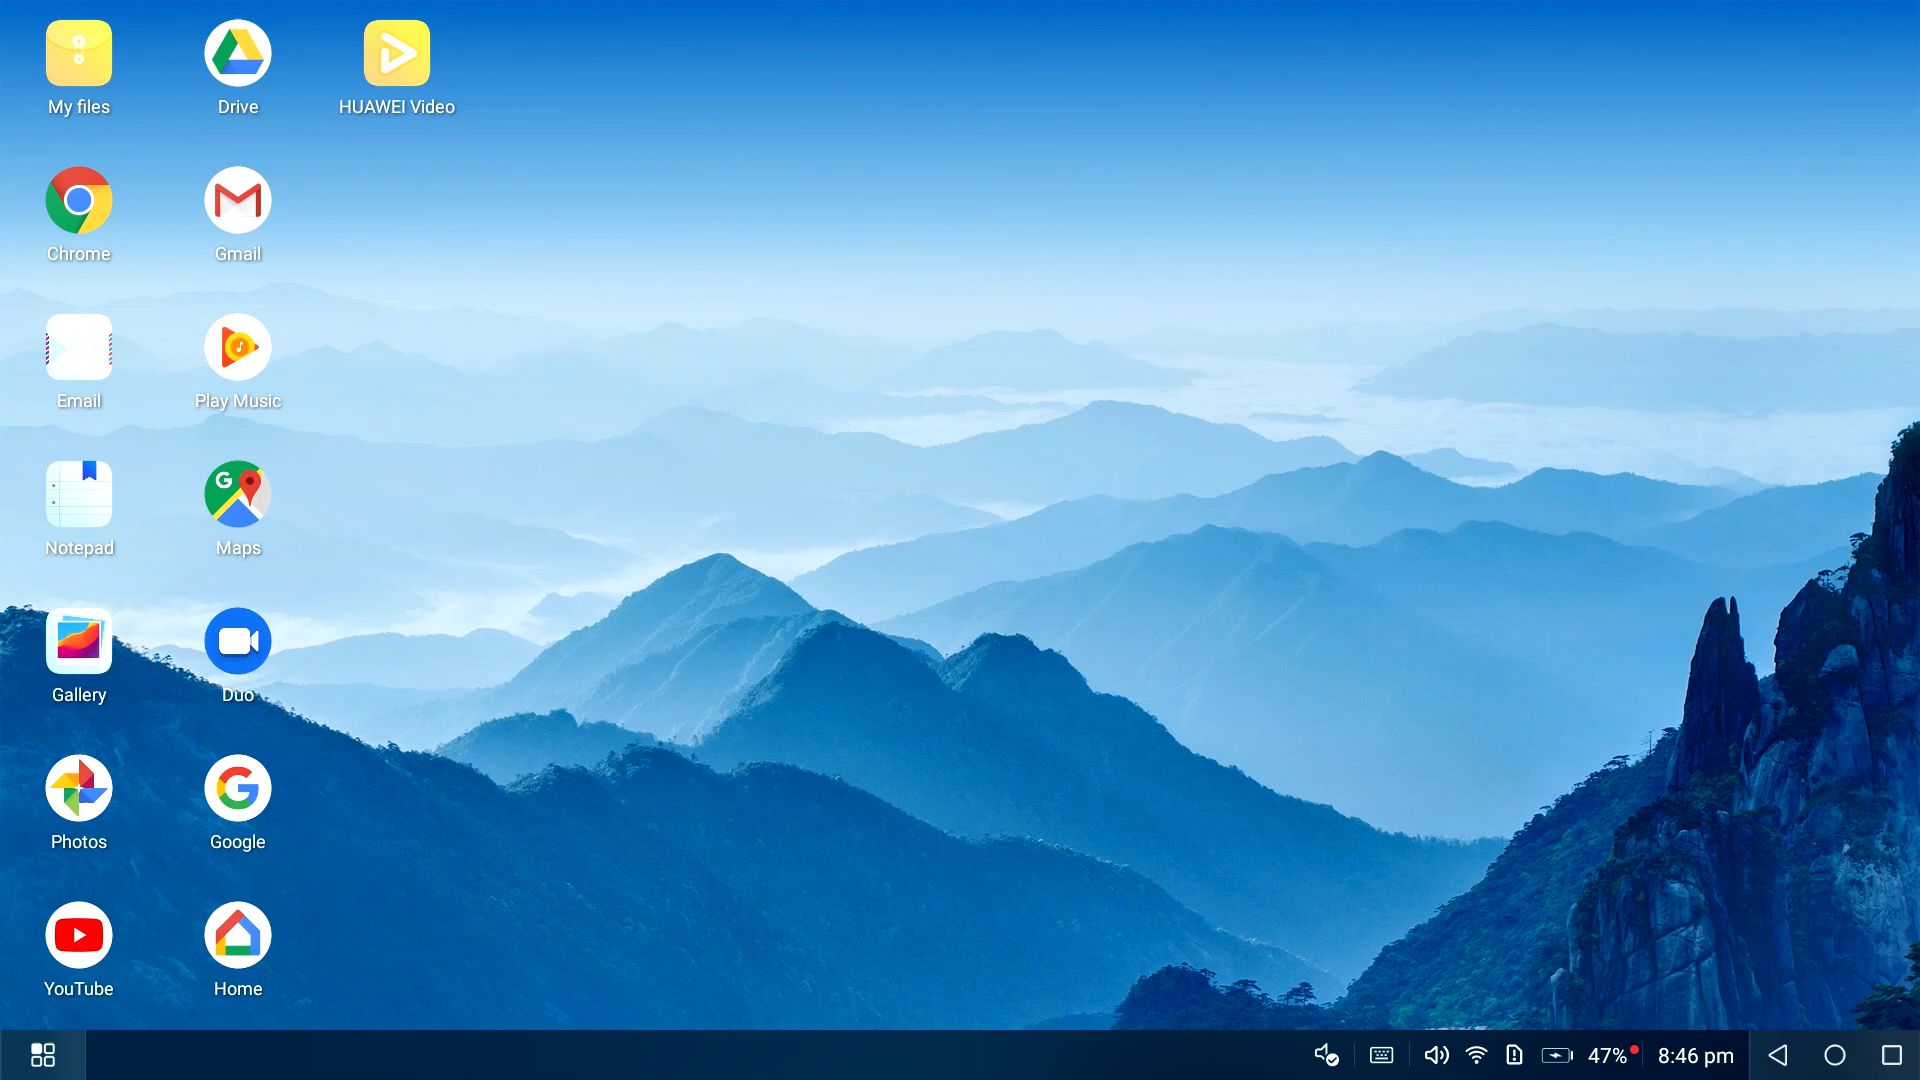 My files
Drive
HUAWEI Video
Chrome
Gmail
Email
Play Music
Notepad
Maps
Gallery
Duo
Photos
Google
YouTube
Home
47%
8:46 pm